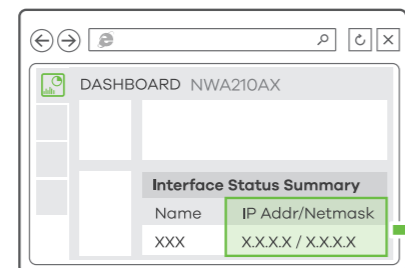 DASHBOARD NWA210AX
Interface Status Summary
Name IP Addr/Netmask
XXX X.X.X.X / X.X.X.X